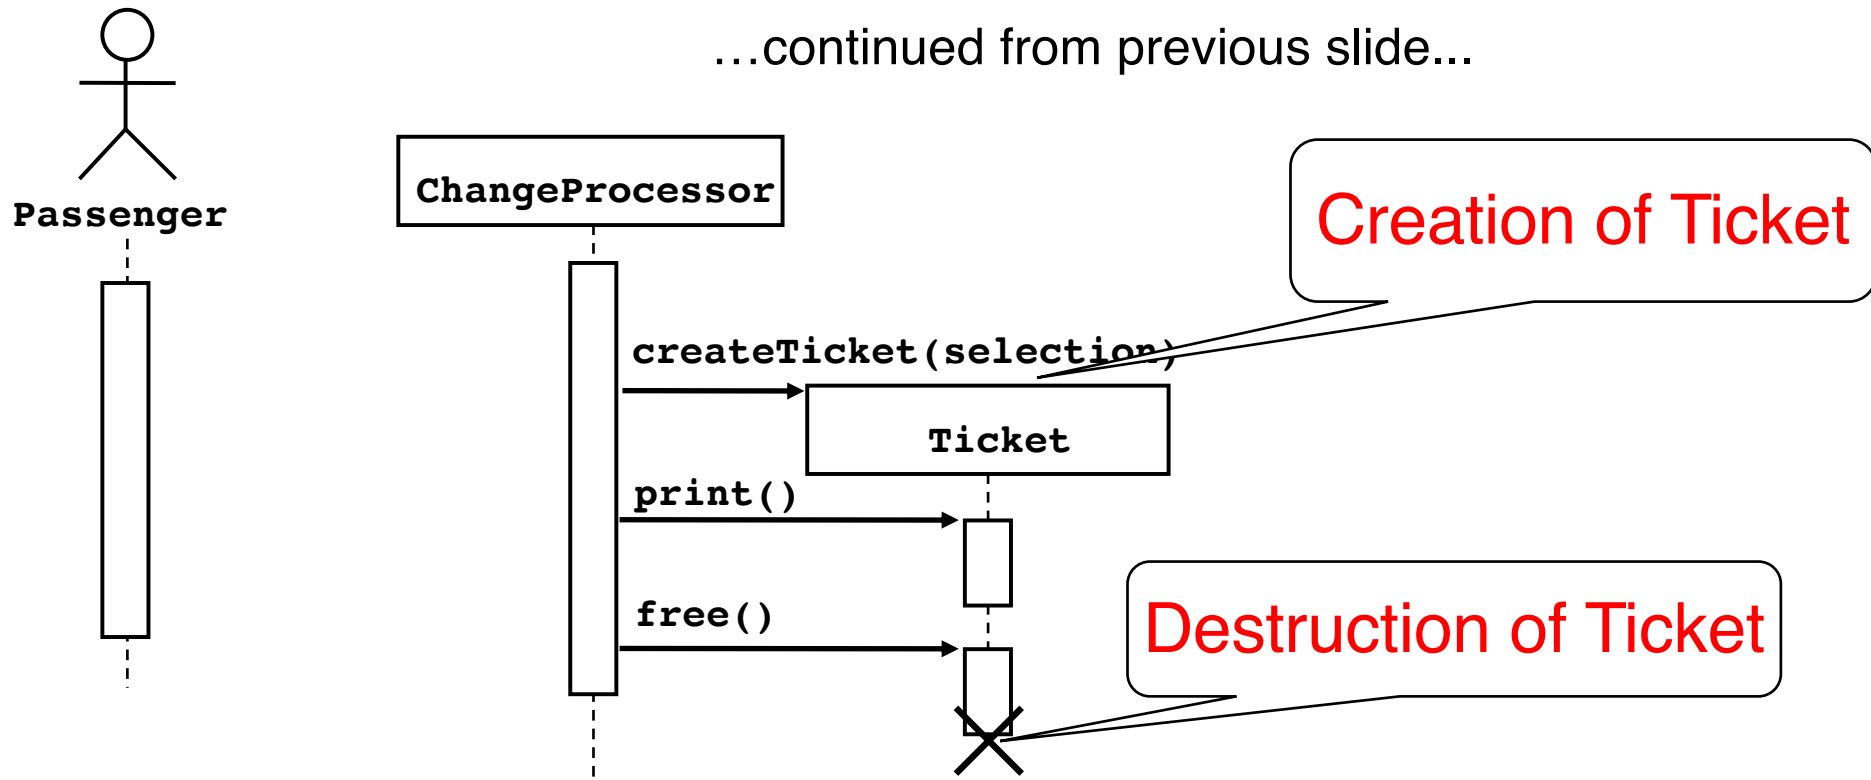 …continued from previous slide...
Passenger
ChangeProcessor
Creation of Ticket
createTicket(selection)
Ticket
print()
free()
Destruction of Ticket